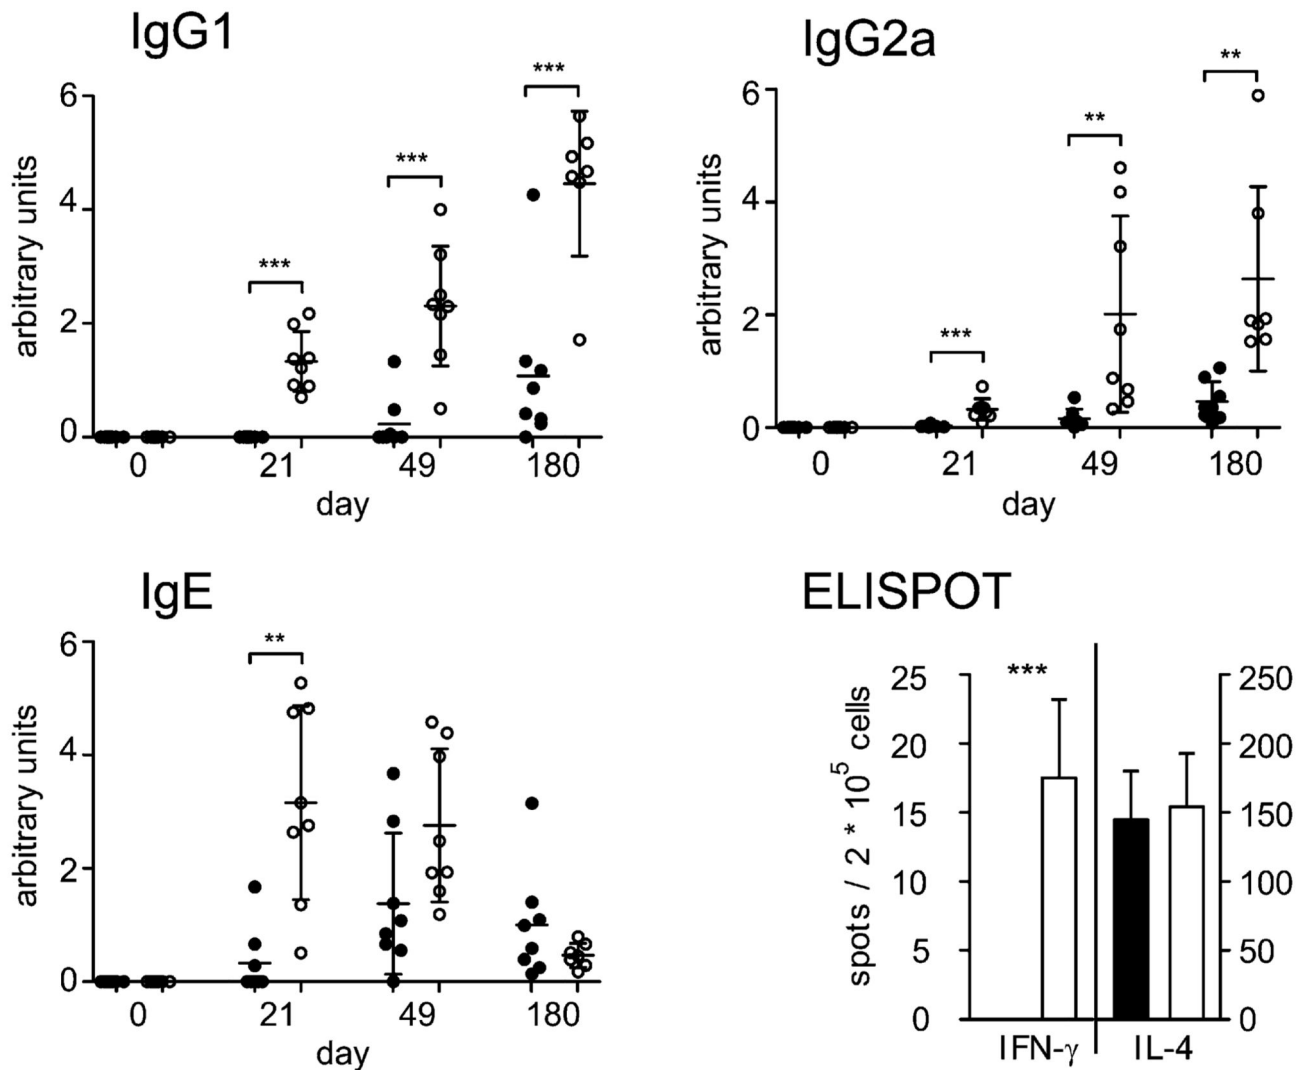 IgG1
IgG2a
***
***
***
**
**
***
6
4
2
0
arbitrary units
0 21 49 180
day
6
4
2
0
arbitrary units
0 21 49 180
day
IgE
ELISPOT
**
6
4
2
0
arbitrary units
0 21 49 180
day
***
25
20
15
10
5
0
spots / 2 * 10⁵ cells
250
200
150
100
50
0
IFN-γ IL-4